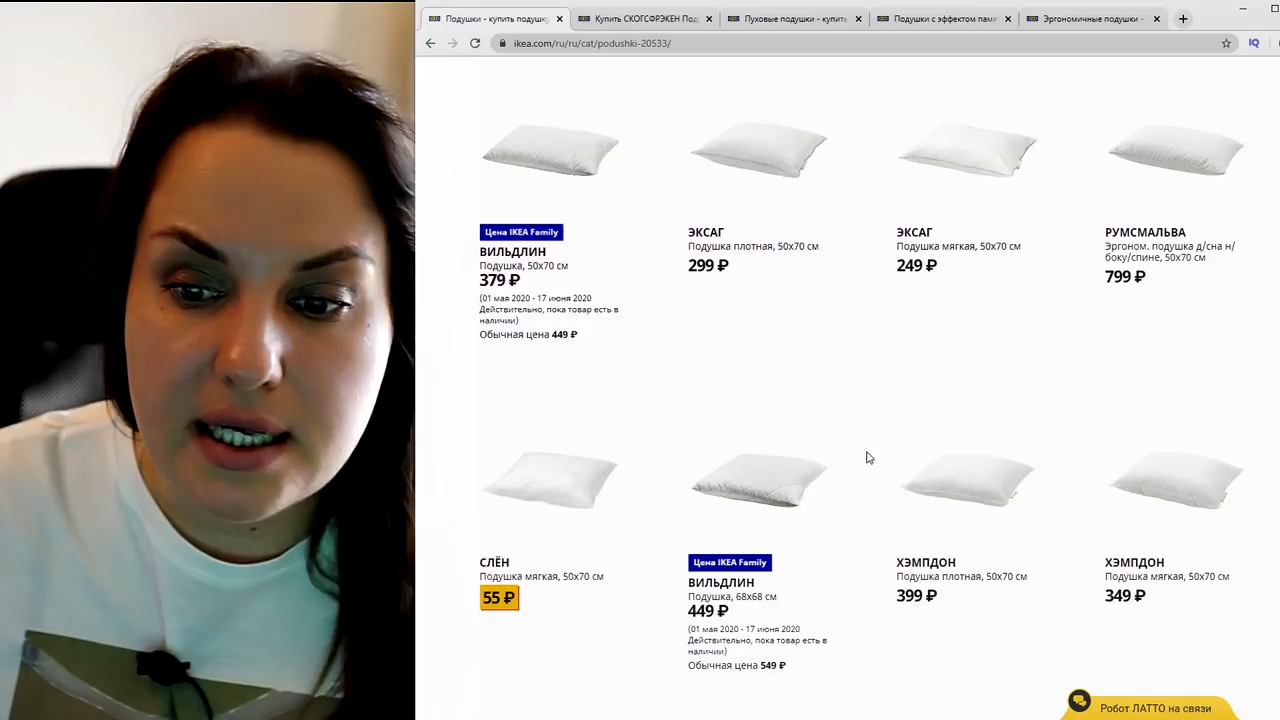 Подушки - купить подушку
Купить СКОГСФРЭКЕН Под
Пуховые подушки - купить
Подушки с эффектом пам
Эргономичные подушки -
ikea.com/ru/ru/cat/podushki-20533/
IQ
Цена IKEA Family
ВИЛЬДЛИН
Подушка, 50x70 см
379 ₽
(01 мая 2020 - 17 июня 2020
Действительно, пока товар есть в
наличии)
Обычная цена 449 ₽
ЭКСАГ
Подушка плотная, 50x70 см
299 ₽
ЭКСАГ
Подушка мягкая, 50x70 см
249 ₽
РУМСМАЛЬВА
Эргоном. подушка д/сна н/
боку/спине, 50x70 см
799 ₽
СЛЁН
Подушка мягкая, 50x70 см
55 ₽
Цена IKEA Family
ВИЛЬДЛИН
Подушка, 68x68 см
449 ₽
(01 мая 2020 - 17 июня 2020
Действительно, пока товар есть в
наличии)
Обычная цена 549 ₽
ХЭМПДОН
Подушка плотная, 50x70 см
399 ₽
ХЭМПДОН
Подушка мягкая, 50x70 см
349 ₽
Робот ЛАТТО на связи